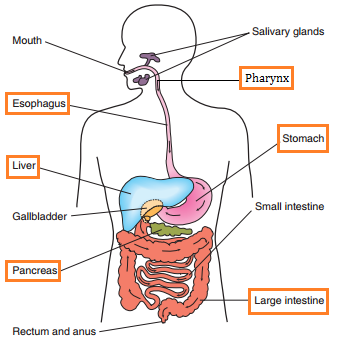 Mouth
Salivary glands
Pharynx
Esophagus
Stomach
Liver
Gallbladder
Small intestine
Pancreas
Large intestine
Rectum and anus